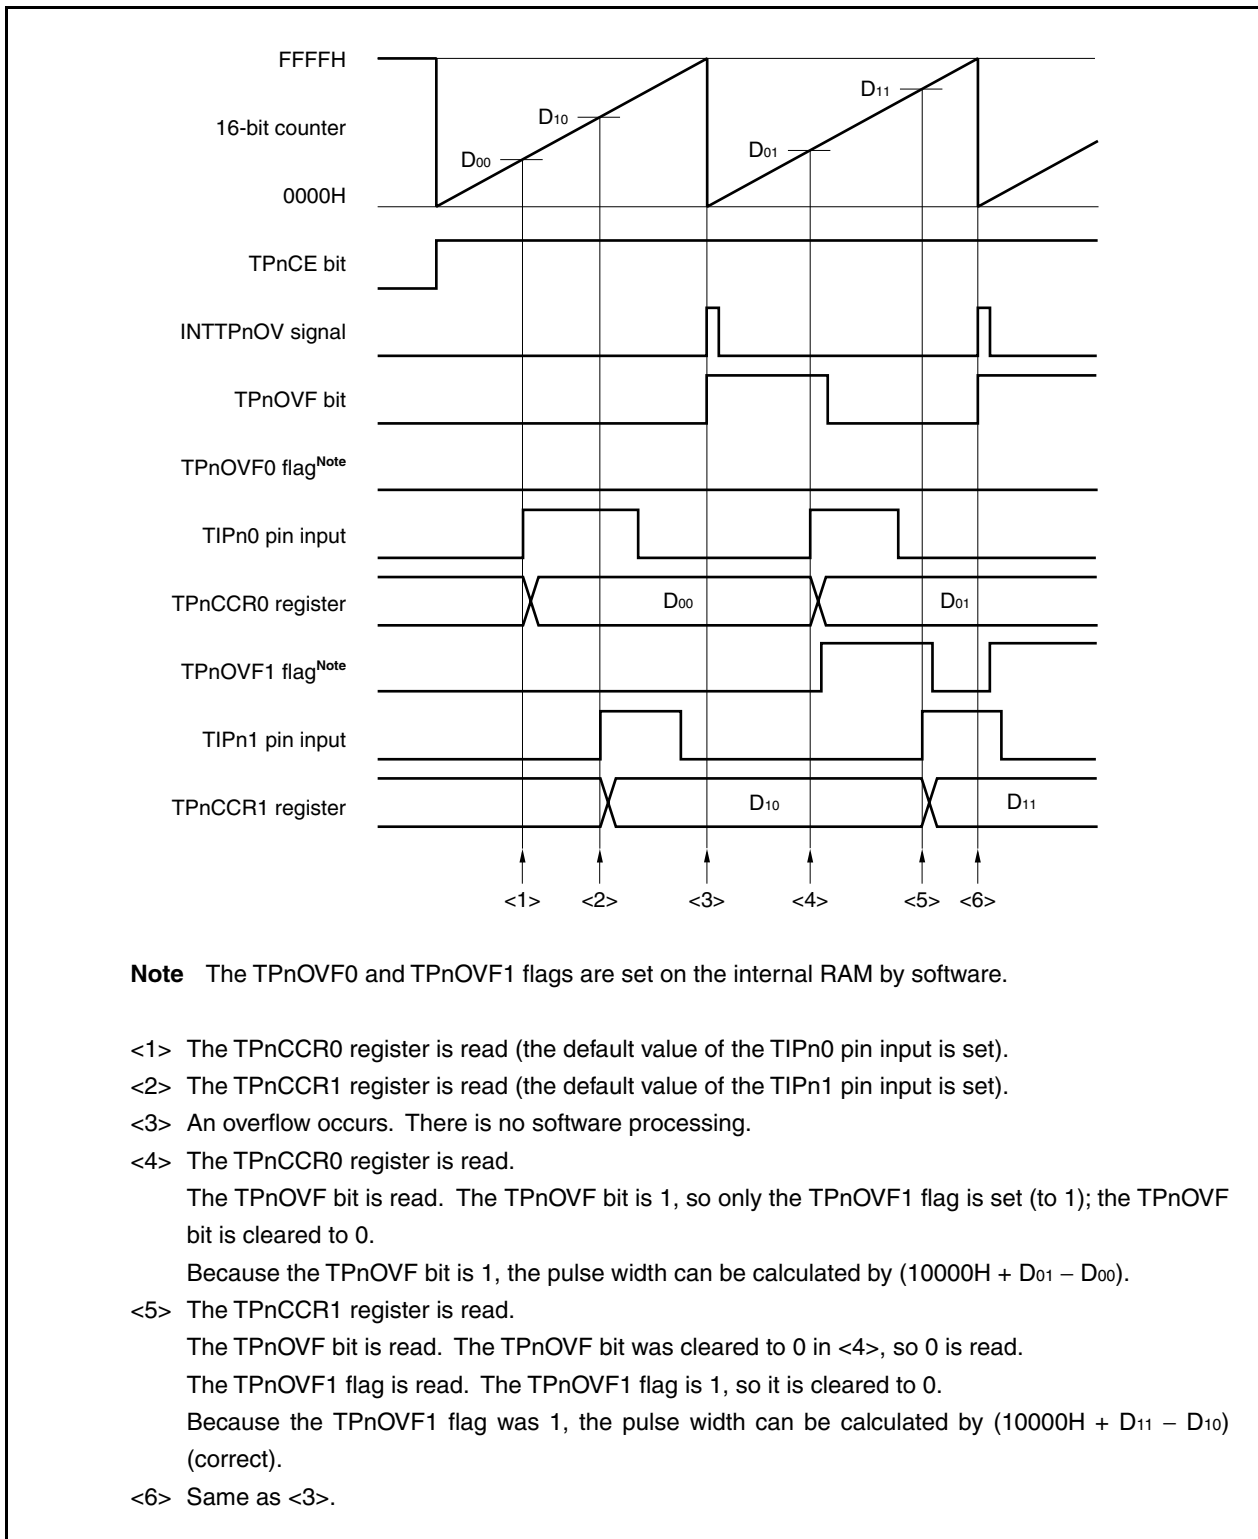 FFFFH
D11
D10
16-bit counter
D01
D00
0000H
TPnCE bit
INTTPnOV signal
TPnOVF bit
TPnOVF0 flagNote
TIPn0 pin input
TPnCCR0 register
D00
D01
TPnOVF1 flagNote
TIPn1 pin input
TPnCCR1 register
D10
D11
<1> <2> <3> <4> <5> <6>
Note The TPnOVF0 and TPnOVF1 flags are set on the internal RAM by software.
<1> The TPnCCR0 register is read (the default value of the TIPn0 pin input is set).
<2> The TPnCCR1 register is read (the default value of the TIPn1 pin input is set).
<3> An overflow occurs. There is no software processing.
<4> The TPnCCR0 register is read.
The TPnOVF bit is read. The TPnOVF bit is 1, so only the TPnOVF1 flag is set (to 1); the TPnOVF
bit is cleared to 0.
Because the TPnOVF bit is 1, the pulse width can be calculated by (10000H + D01 − D00).
<5> The TPnCCR1 register is read.
The TPnOVF bit is read. The TPnOVF bit was cleared to 0 in <4>, so 0 is read.
The TPnOVF1 flag is read. The TPnOVF1 flag is 1, so it is cleared to 0.
Because the TPnOVF1 flag was 1, the pulse width can be calculated by (10000H + D11 − D10)
(correct).
<6> Same as <3>.